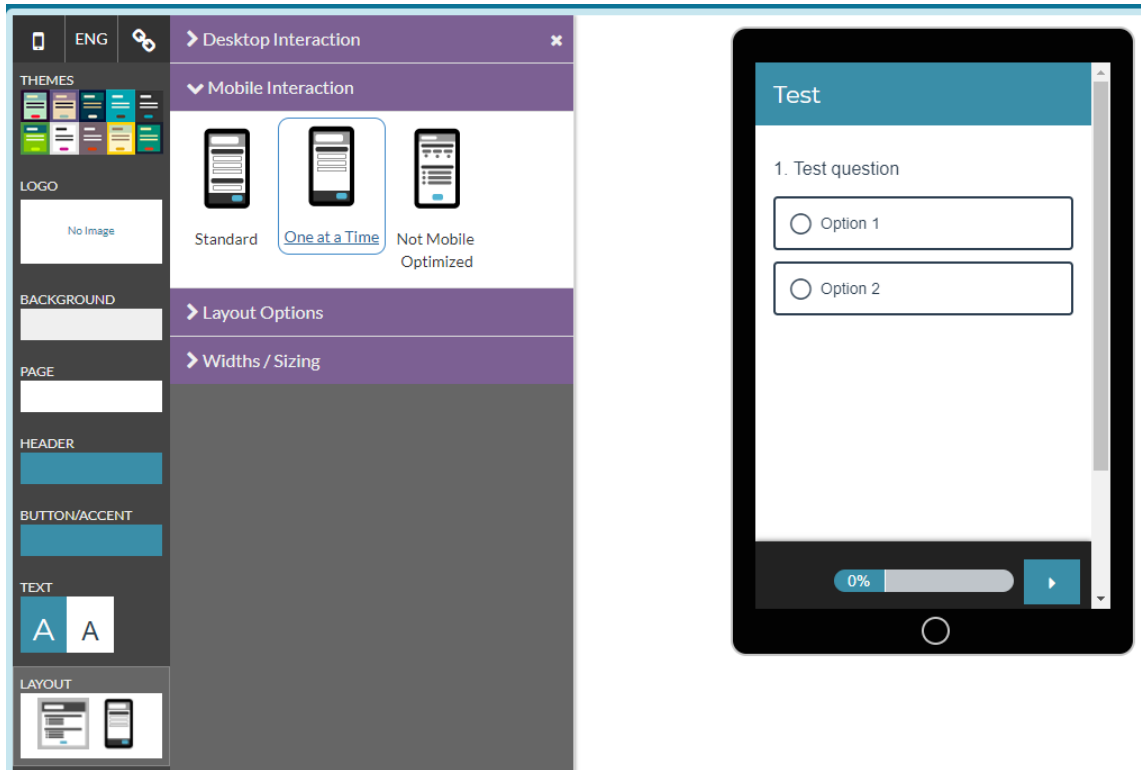 ENG
THEMES
LOGO
No Image
BACKGROUND
PAGE
HEADER
BUTTON/ACCENT
TEXT
A A
LAYOUT
Desktop Interaction
Mobile Interaction
Standard
One at a Time
Not Mobile
Optimized
Layout Options
Widths / Sizing
Test
1. Test question
Option 1
Option 2
0%